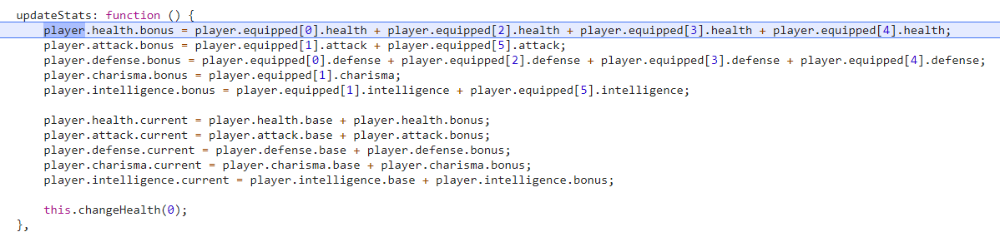 updateStats: function () {
player.health.bonus = player.equipped[0].health + player.equipped[2].health + player.equipped[3].health + player.equipped[4].health;
player.attack.bonus = player.equipped[1].attack + player.equipped[5].attack;
player.defense.bonus = player.equipped[0].defense + player.equipped[2].defense + player.equipped[3].defense + player.equipped[4].defense;
player.charisma.bonus = player.equipped[1].charisma;
player.intelligence.bonus = player.equipped[1].intelligence + player.equipped[5].intelligence;
player.health.current = player.health.base + player.health.bonus;
player.attack.current = player.attack.base + player.attack.bonus;
player.defense.current = player.defense.base + player.defense.bonus;
player.charisma.current = player.charisma.base + player.charisma.bonus;
player.intelligence.current = player.intelligence.base + player.intelligence.bonus;
this.changeHealth(0);
},